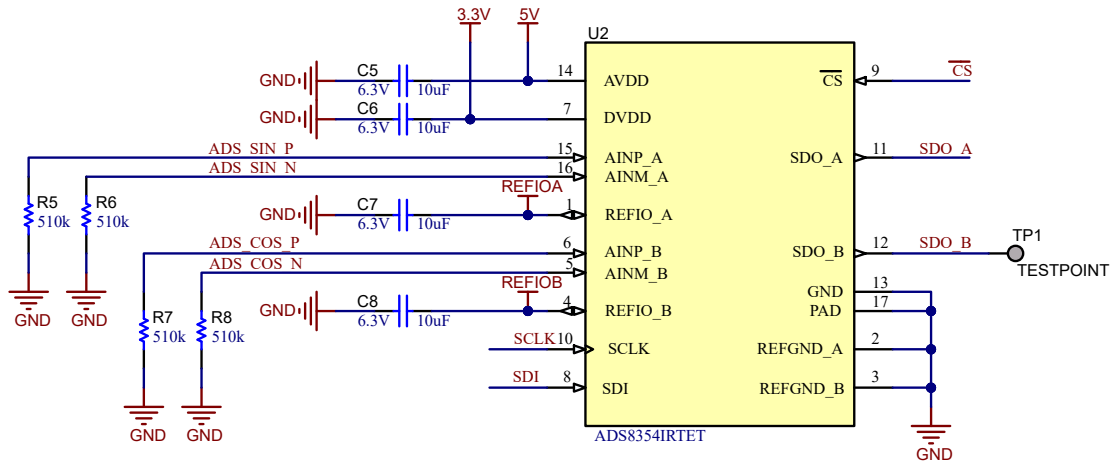 3.3V 5V
U2
GND C5 14 AVDD CS 9 CS
6.3V 10uF
GND C6 7 DVDD
6.3V 10uF
ADS_SIN_P 15 AINP_A SDO_A 11 SDO_A
ADS_SIN_N 16 AINM_A
R5 R6 REFIOA
510k 510k
GND C7 1 REFIO_A
6.3V 10uF
ADS_COS_P 6 AINP_B SDO_B 12 SDO_B TP1
ADS_COS_N 5 AINM_B TESTPOINT
REFIOB GND 13
GND C8 4 REFIO_B PAD 17
6.3V 10uF
GND GND
R7 R8
510k 510k
SCLK 10 SCLK REFGND_A 2
SDI 8 SDI REFGND_B 3
GND GND
ADS8354IRTET
GND